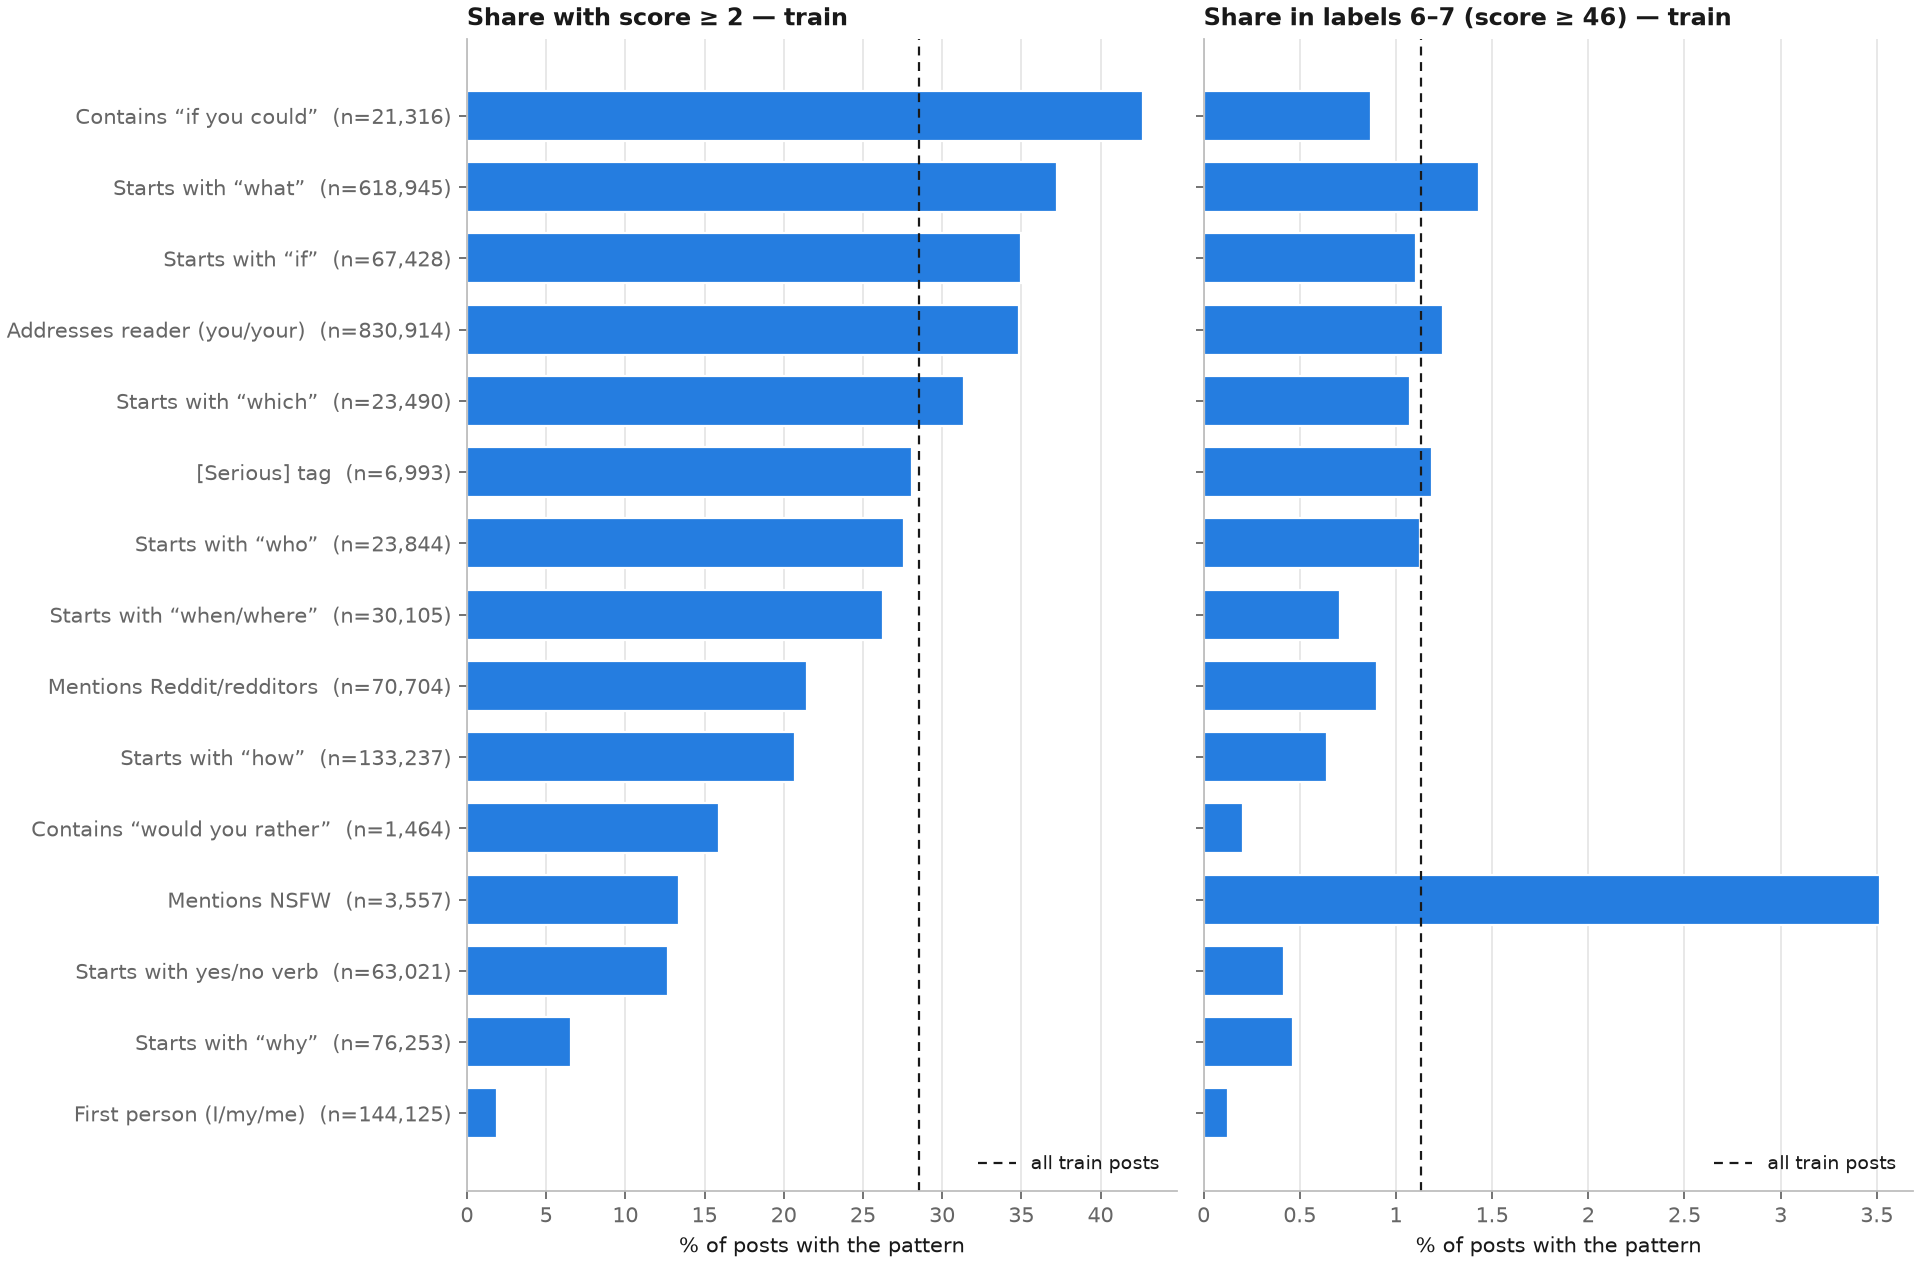 Share with score ≥ 2 — train
Share in labels 6–7 (score ≥ 46) — train
Contains “if you could” (n=21,316)
Starts with “what” (n=618,945)
Starts with “if” (n=67,428)
Addresses reader (you/your) (n=830,914)
Starts with “which” (n=23,490)
[Serious] tag (n=6,993)
Starts with “who” (n=23,844)
Starts with “when/where” (n=30,105)
Mentions Reddit/redditors (n=70,704)
Starts with “how” (n=133,237)
Contains “would you rather” (n=1,464)
Mentions NSFW (n=3,557)
Starts with yes/no verb (n=63,021)
Starts with “why” (n=76,253)
First person (I/my/me) (n=144,125)
all train posts
all train posts
0 5 10 15 20 25 30 35 40
0 0.5 1 1.5 2 2.5 3 3.5
% of posts with the pattern
% of posts with the pattern